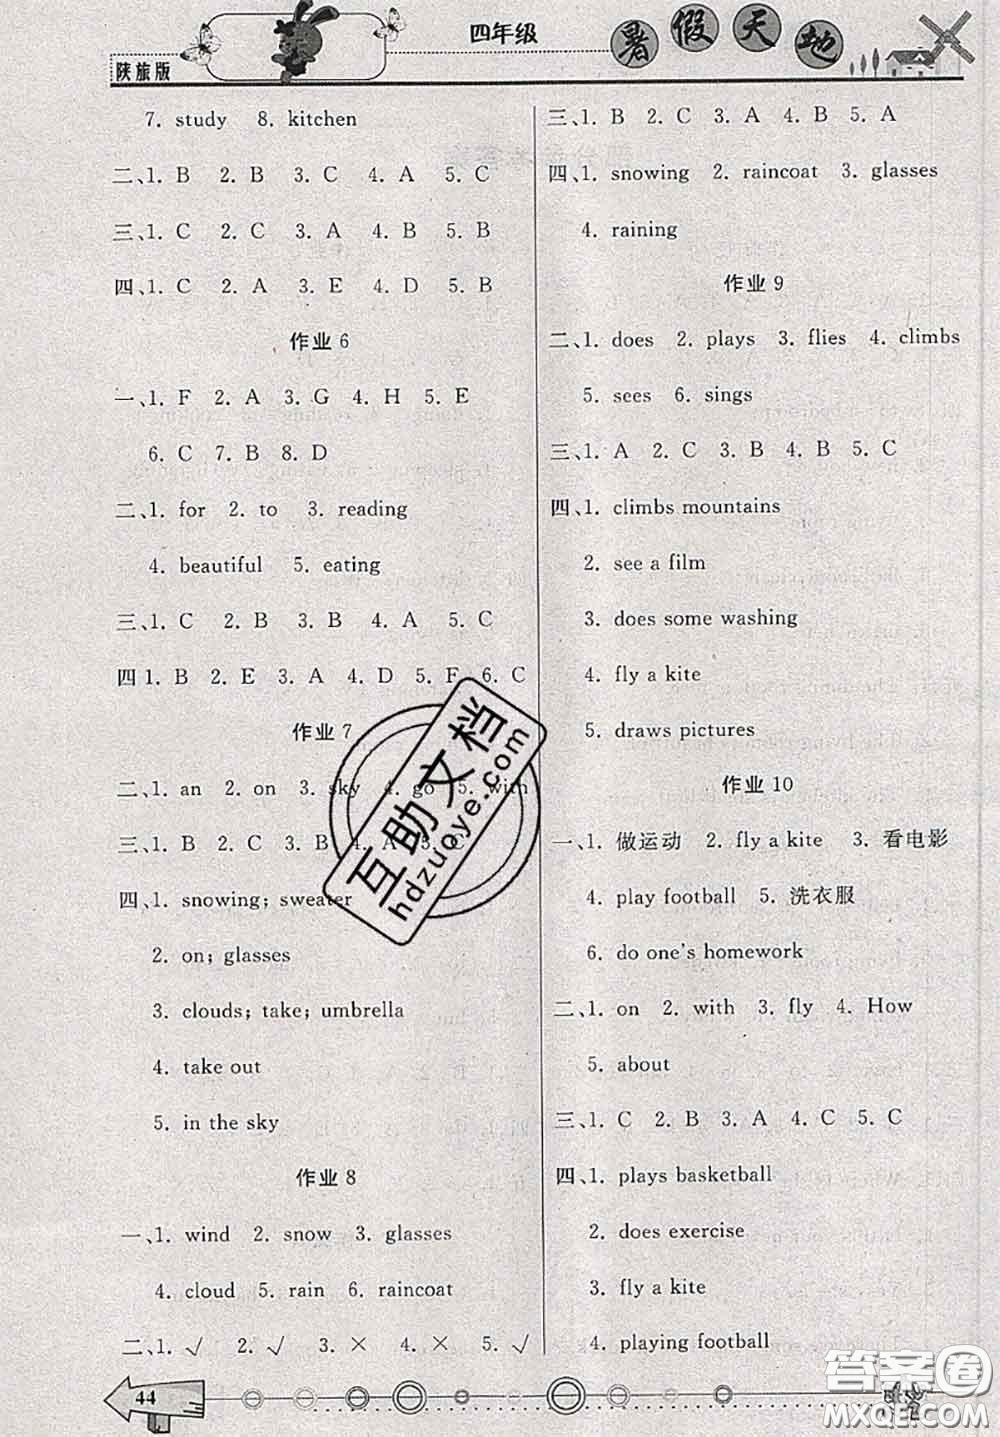 陕旅版
四年级
暑假天地
7. study 8. kitchen
二、1. B 2. B 3. C 4. A 5. C
三、1. C 2. C 3. A 4. B 5. B
四、1. C 2. A 3. E 4. D 5. B
作业 6
一、1. F 2. A 3. G 4. H 5. E
6. C 7. B 8. D
二、1. for 2. to 3. reading
4. beautiful 5. eating
三、1. C 2. B 3. B 4. A 5. C
四 1. B 2. E 3. A 4. D 5. F 6. C
作业 7
二、1. an 2. on 3. sky 4. go 5. with
三、1. B 2. C 3. B 4. A
四、1. snowing; sweater
2. on; glasses
3. clouds; take; umbrella
4. take out
5. in the sky
作业 8
一、1. wind 2. snow 3. glasses
4. cloud 5. rain 6. raincoat
二、1. √ 2. √ 3. × 4. × 5. √
三、1. B 2. C 3. A 4. B 5. A
四、1. snowing 2. raincoat 3. glasses
4. raining
作业 9
二、1. does 2. plays 3. flies 4. climbs
5. sees 6. sings
三、1. A 2. C 3. B 4. B 5. C
四、1. climbs mountains
2. see a film
3. does some washing
4. fly a kite
5. draws pictures
作业 10
一、1. 做运动 2. fly a kite 3. 看电影
4. play football 5. 洗衣服
6. do one's homework
二、1. on 2. with 3. fly 4. How
5. about
三、1. C 2. B 3. A 4. C 5. C
四、1. plays basketball
2. does exercise
3. fly a kite
4. playing football
44
互助文档
hdzuoye.com
答案圈
MXQE.COM